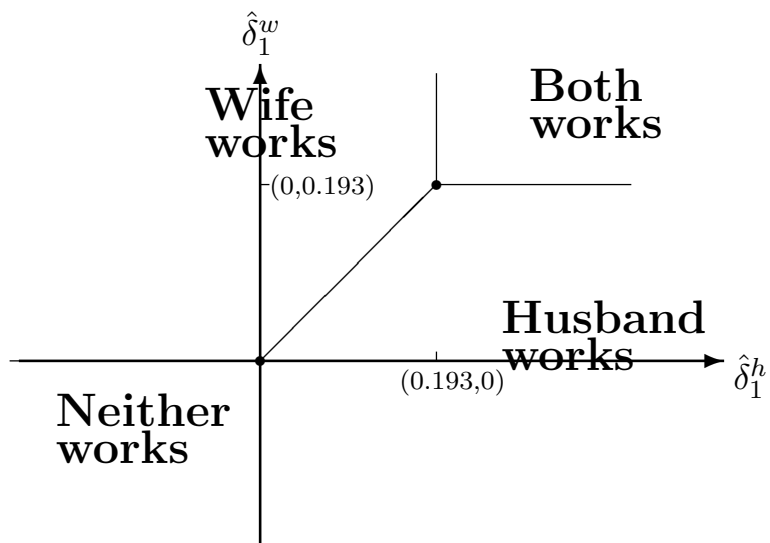 δ̂₁ʷ
Wife
works
Both
works
(0,0.193)
Husband
works
(0.193,0)
δ̂₁ʰ
Neither
works